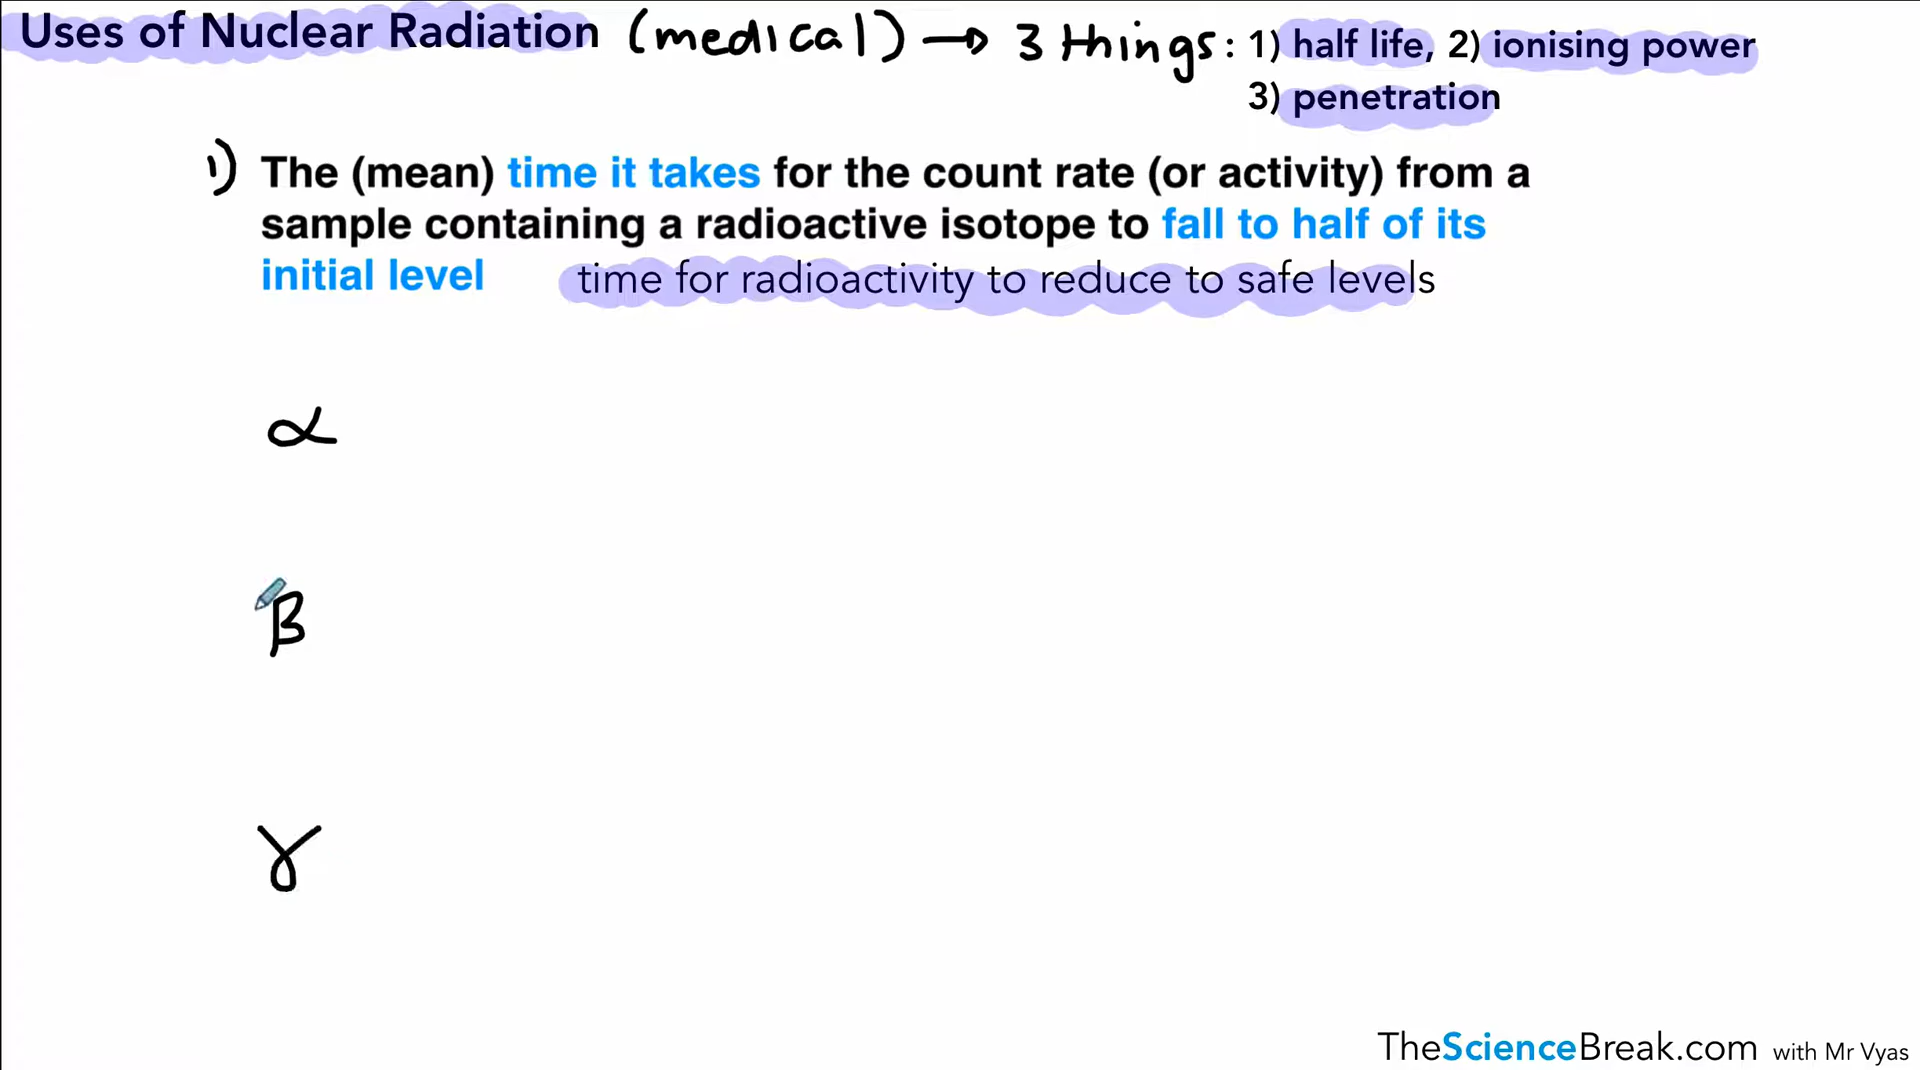 Uses of Nuclear Radiation (medical) → 3 things: 1) half life, 2) ionising power
3) penetration
1) The (mean) time it takes for the count rate (or activity) from a
sample containing a radioactive isotope to fall to half of its
initial level time for radioactivity to reduce to safe levels
α
β
γ
TheScienceBreak.com with Mr Vyas